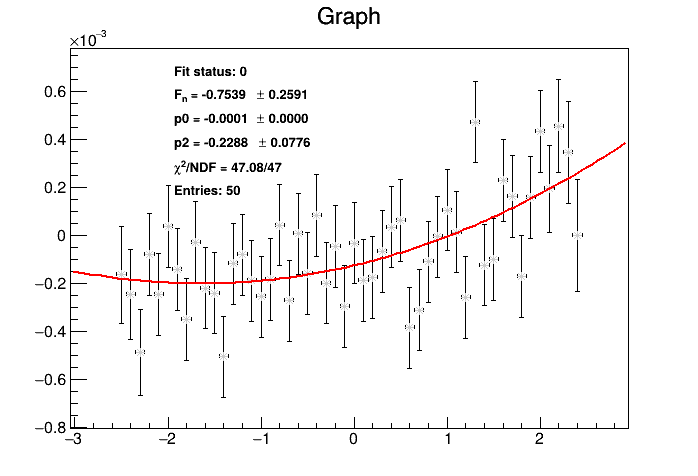 Graph
×10⁻³
Fit status: 0
Fₙ = -0.7539 ± 0.2591
p0 = -0.0001 ± 0.0000
p2 = -0.2288 ± 0.0776
χ²/NDF = 47.08/47
Entries: 50
0.6
0.4
0.2
0
−0.2
−0.4
−0.6
−0.8
−3 −2 −1 0 1 2